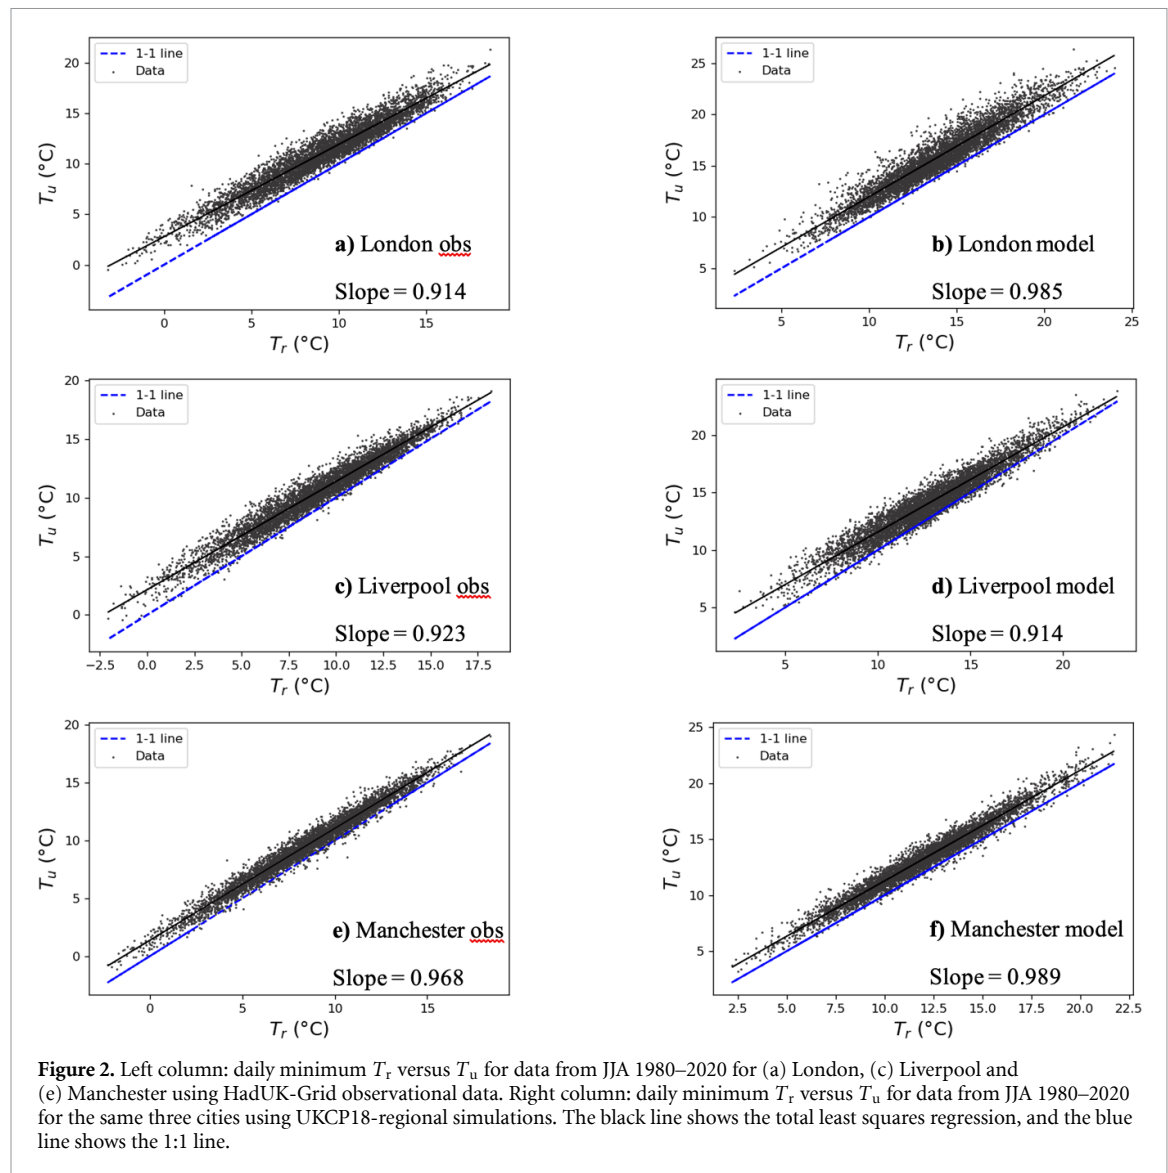 1-1 line
Data
20
15
10
5
0
T_u (°C)
a) London obs
Slope = 0.914
0 5 10 15
T_r (°C)
1-1 line
Data
25
20
15
10
5
T_u (°C)
b) London model
Slope = 0.985
5 10 15 20 25
T_r (°C)
1-1 line
Data
20
15
10
5
0
T_u (°C)
c) Liverpool obs
Slope = 0.923
−2.5 0.0 2.5 5.0 7.5 10.0 12.5 15.0 17.5
T_r (°C)
1-1 line
Data
20
15
10
5
T_u (°C)
d) Liverpool model
Slope = 0.914
5 10 15 20
T_r (°C)
1-1 line
Data
20
15
10
5
0
T_u (°C)
e) Manchester obs
Slope = 0.968
0 5 10 15
T_r (°C)
1-1 line
Data
25
20
15
10
5
T_u (°C)
f) Manchester model
Slope = 0.989
2.5 5.0 7.5 10.0 12.5 15.0 17.5 20.0 22.5
T_r (°C)
Figure 2. Left column: daily minimum T_r versus T_u for data from JJA 1980–2020 for (a) London, (c) Liverpool and
(e) Manchester using HadUK-Grid observational data. Right column: daily minimum T_r versus T_u for data from JJA 1980–2020
for the same three cities using UKCP18-regional simulations. The black line shows the total least squares regression, and the blue
line shows the 1:1 line.